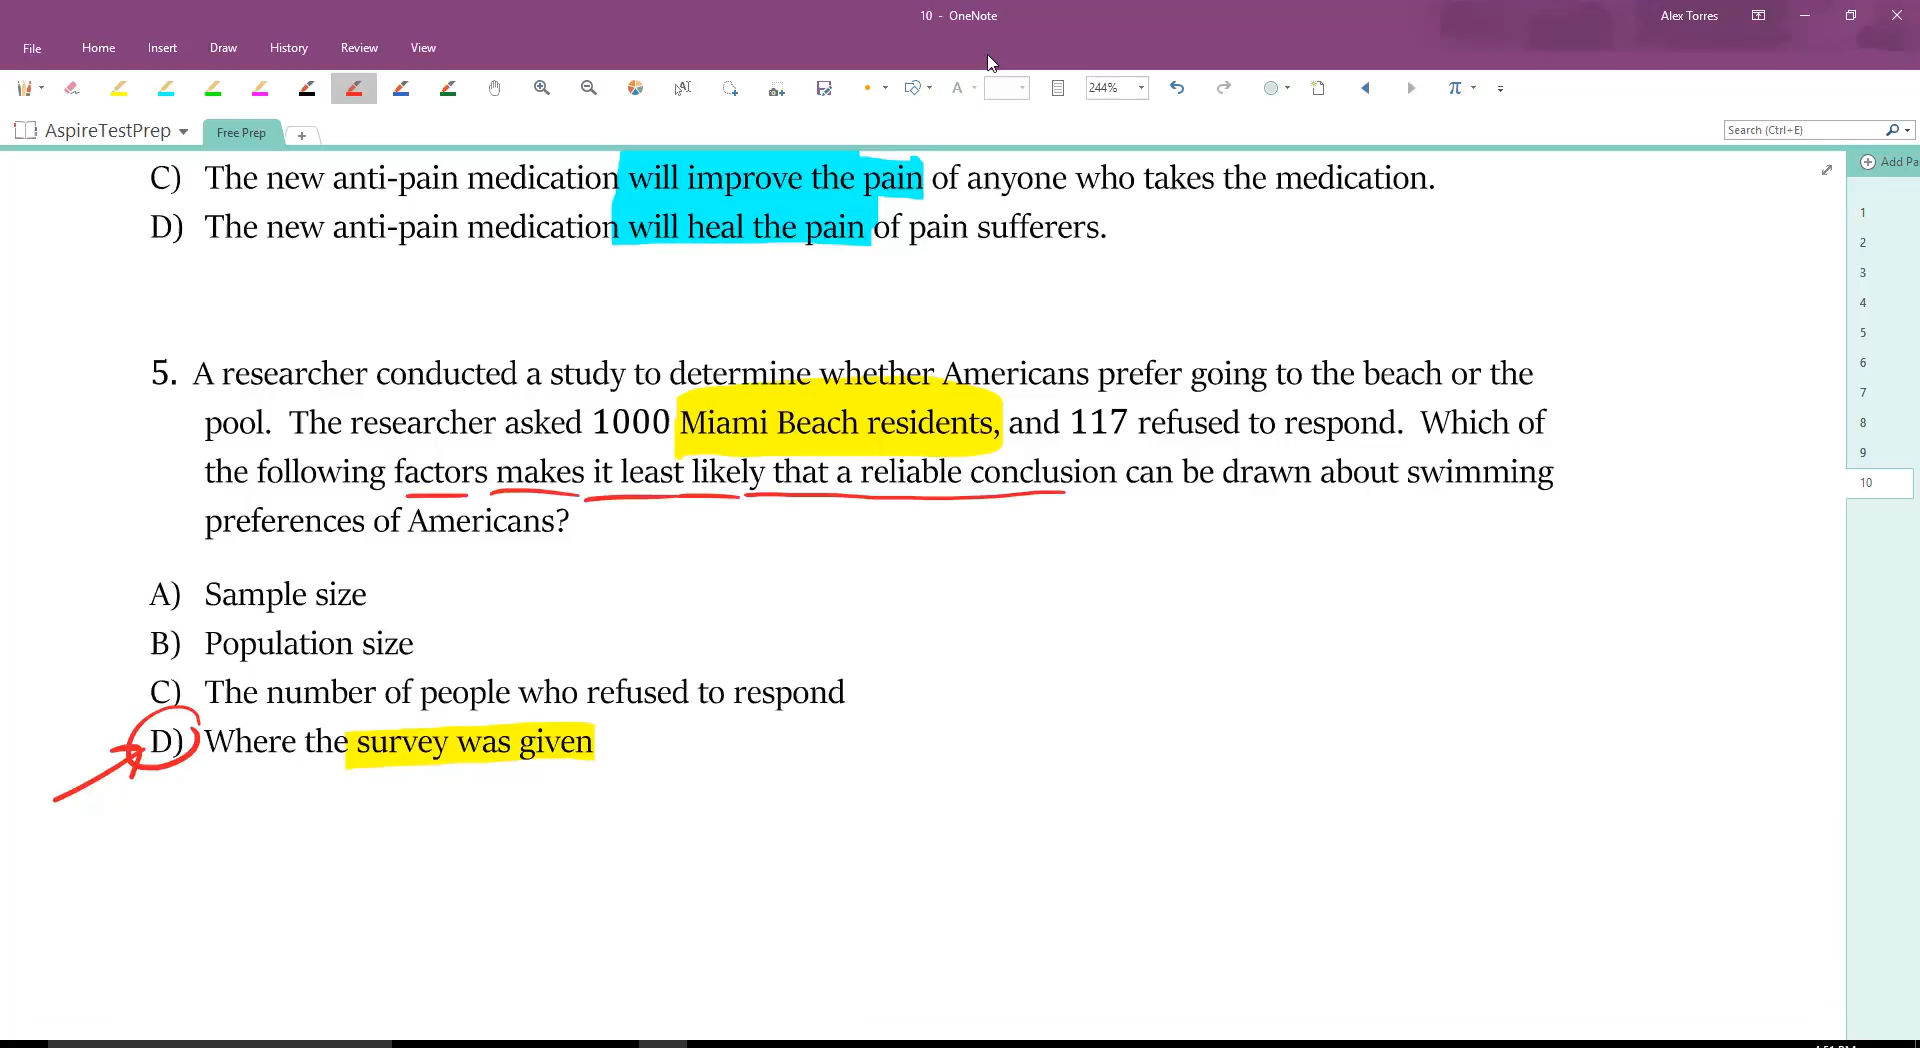 10 - OneNote
Alex Torres
File Home Insert Draw History Review View
244%
AspireTestPrep Free Prep
Search (Ctrl+E)
Add Pa
C) The new anti-pain medication will improve the pain of anyone who takes the medication.
D) The new anti-pain medication will heal the pain of pain sufferers.
5. A researcher conducted a study to determine whether Americans prefer going to the beach or the
pool. The researcher asked 1000 Miami Beach residents, and 117 refused to respond. Which of
the following factors makes it least likely that a reliable conclusion can be drawn about swimming
preferences of Americans?
A) Sample size
B) Population size
C) The number of people who refused to respond
D) Where the survey was given
1
2
3
4
5
6
7
8
9
10